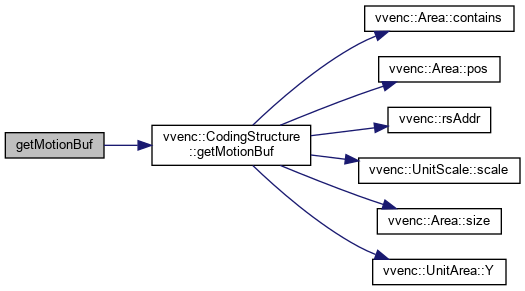 getMotionBuf
vvenc::CodingStructure
::getMotionBuf
vvenc::Area::contains
vvenc::Area::pos
vvenc::rsAddr
vvenc::UnitScale::scale
vvenc::Area::size
vvenc::UnitArea::Y